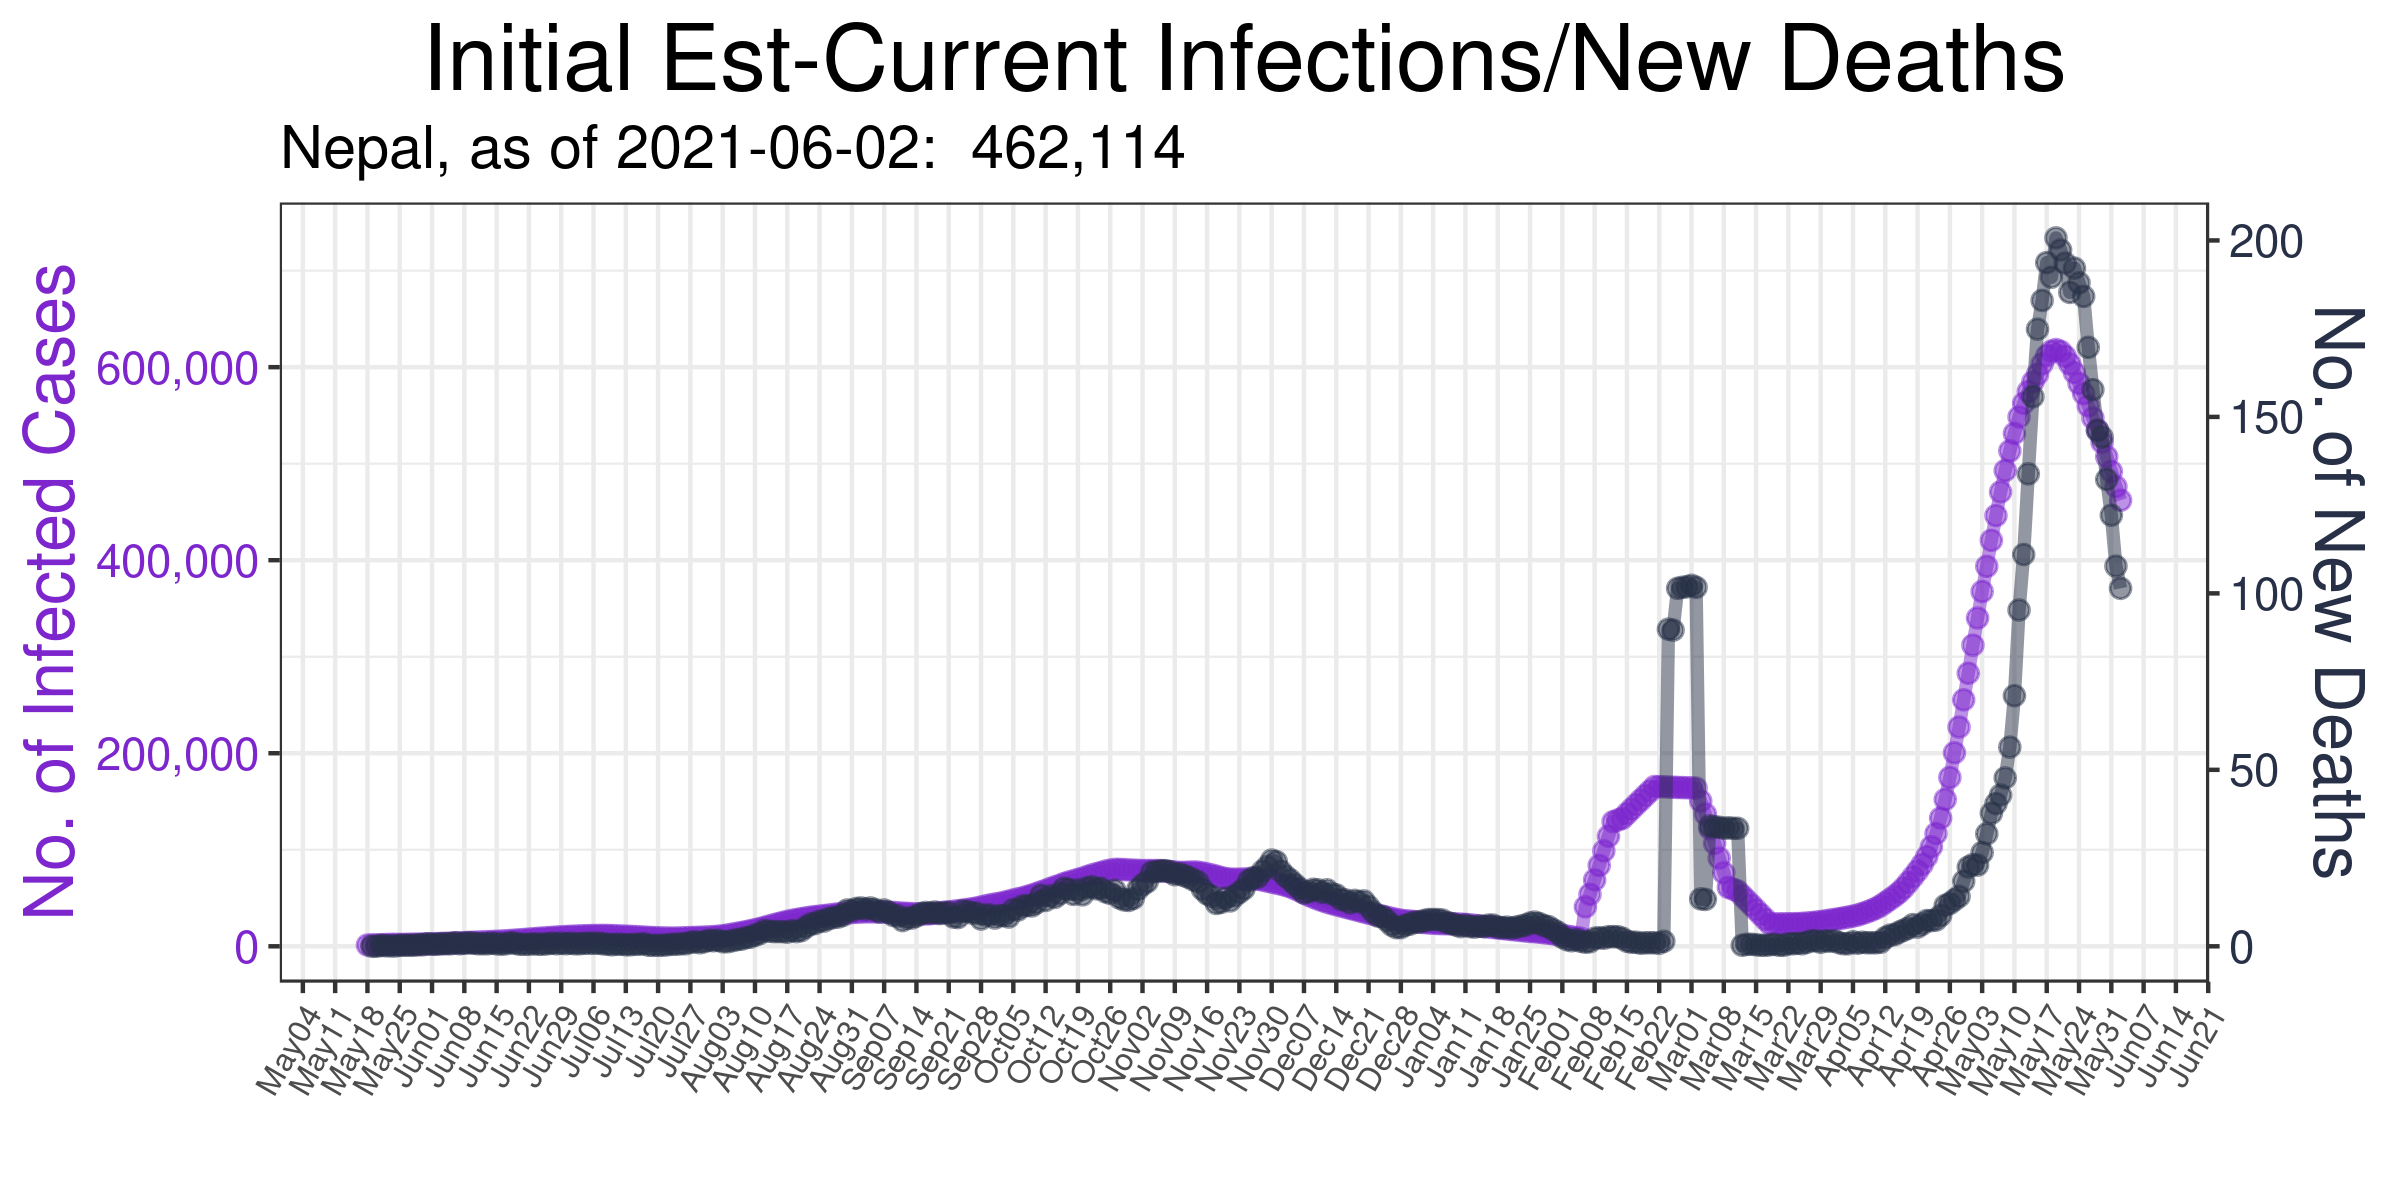 Initial Est-Current Infections/New Deaths
Nepal, as of 2021-06-02:  462,114
No. of Infected Cases
600,000
400,000
200,000
0
200
150
100
50
0
No. of New Deaths
May04
May11
May18
May25
Jun01
Jun08
Jun15
Jun22
Jun29
Jul06
Jul13
Jul20
Jul27
Aug03
Aug10
Aug17
Aug24
Aug31
Sep07
Sep14
Sep21
Sep28
Oct05
Oct12
Oct19
Oct26
Nov02
Nov09
Nov16
Nov23
Nov30
Dec07
Dec14
Dec21
Dec28
Jan04
Jan11
Jan18
Jan25
Feb01
Feb08
Feb15
Feb22
Mar01
Mar08
Mar15
Mar22
Mar29
Apr05
Apr12
Apr19
Apr26
May03
May10
May17
May24
May31
Jun07
Jun14
Jun21